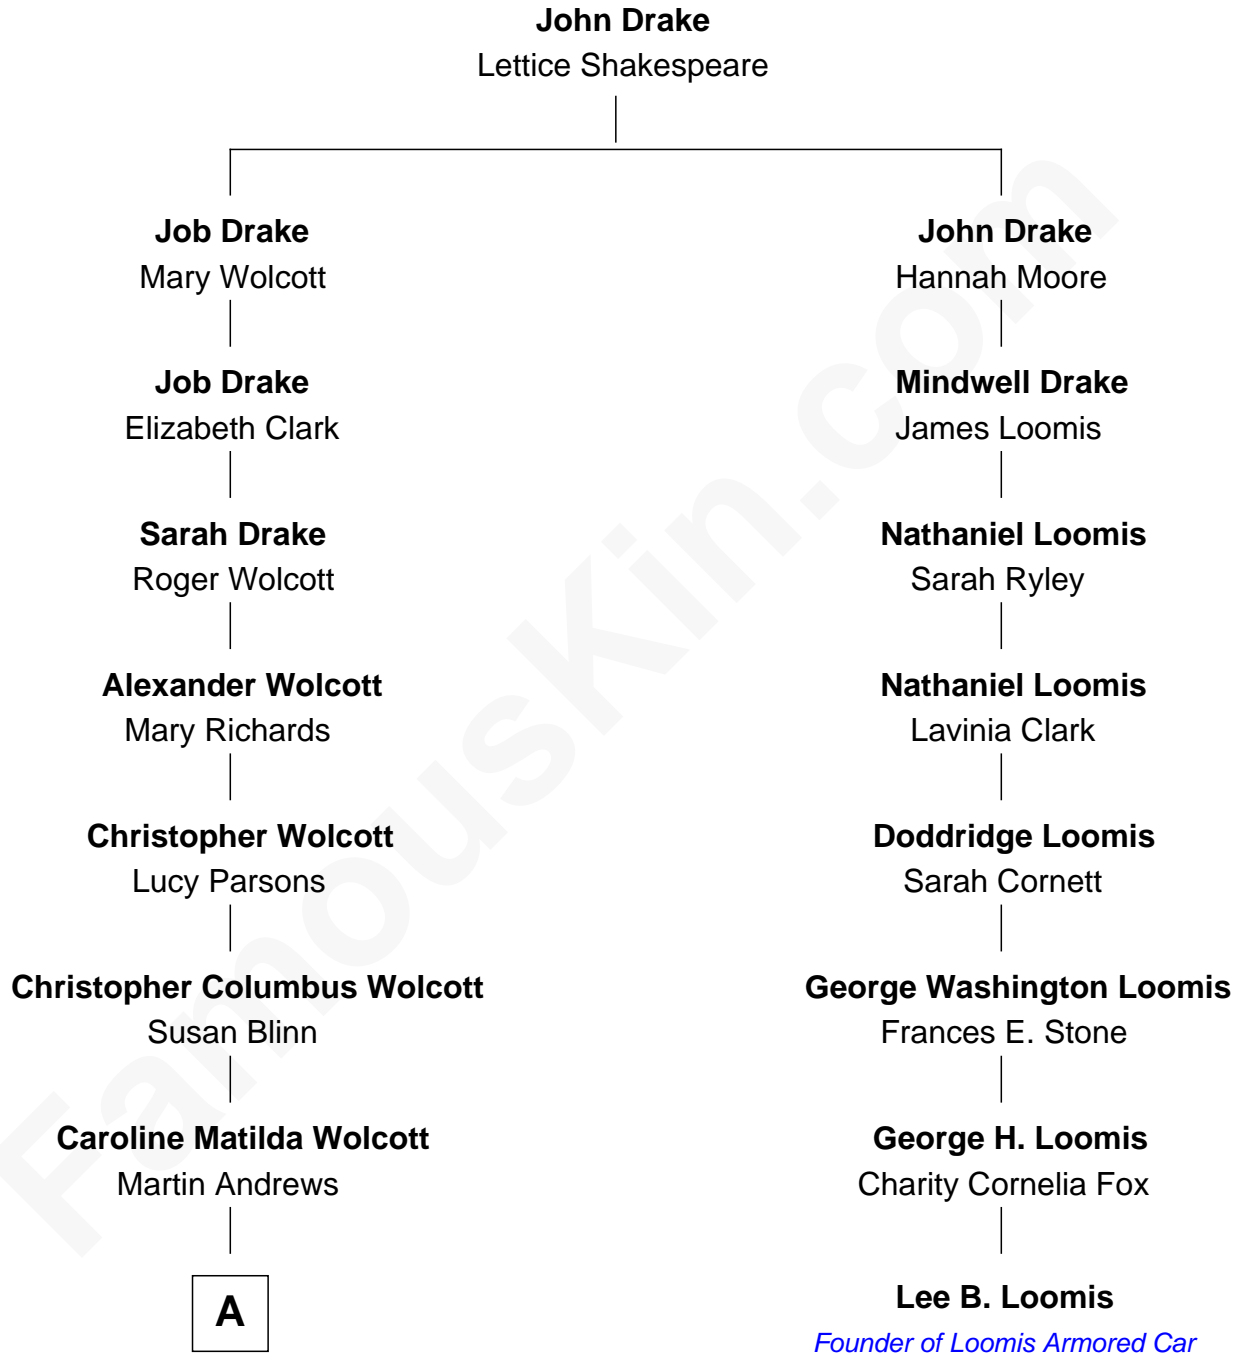 John Drake
Lettice Shakespeare
Job Drake
Mary Wolcott
John Drake
Hannah Moore
Job Drake
Elizabeth Clark
Mindwell Drake
James Loomis
Sarah Drake
Roger Wolcott
Nathaniel Loomis
Sarah Ryley
Alexander Wolcott
Mary Richards
Nathaniel Loomis
Lavinia Clark
Christopher Wolcott
Lucy Parsons
Doddridge Loomis
Sarah Cornett
Christopher Columbus Wolcott
Susan Blinn
George Washington Loomis
Frances E. Stone
Caroline Matilda Wolcott
Martin Andrews
George H. Loomis
Charity Cornelia Fox
A
Lee B. Loomis
Founder of Loomis Armored Car
FamousKin.com